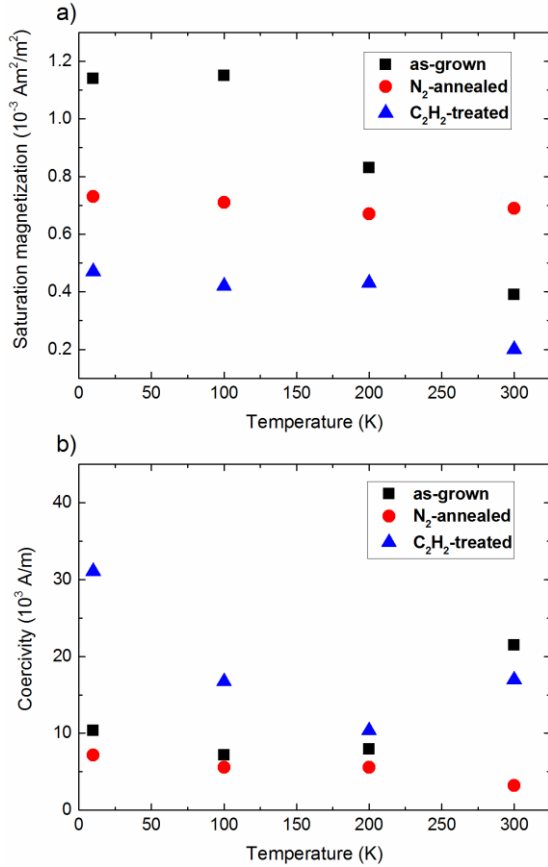 a)
Saturation magnetization (10⁻³ Am²/m²)
1.2
1.0
0.8
0.6
0.4
0.2
as-grown
N₂-annealed
C₂H₂-treated
0 50 100 150 200 250 300
Temperature (K)
b)
Coercivity (10³ A/m)
40
30
20
10
0
as-grown
N₂-annealed
C₂H₂-treated
0 50 100 150 200 250 300
Temperature (K)